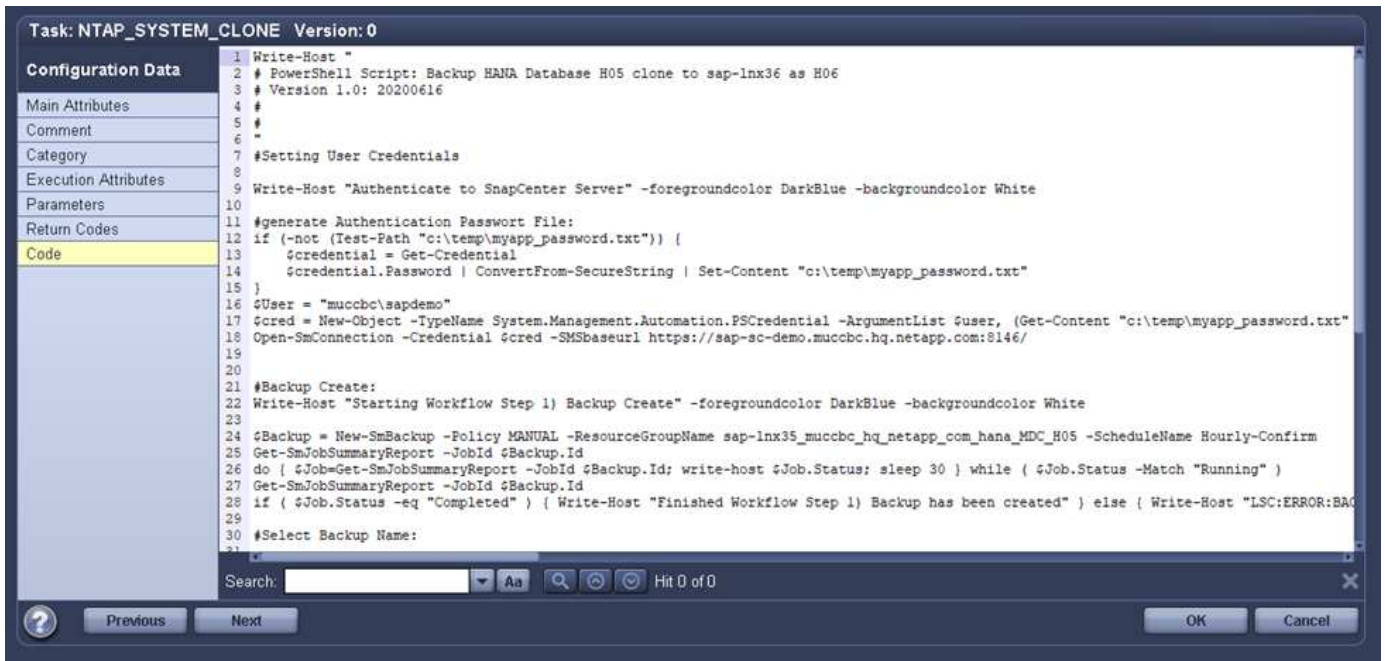 Task: NTAP_SYSTEM_CLONE Version: 0
Configuration Data
Main Attributes
Comment
Category
Execution Attributes
Parameters
Return Codes
Code
1 Write-Host "
2 # PowerShell Script: Backup HANA Database H05 clone to sap-lnx36 as H06
3 # Version 1.0: 20200616
4 #
5 #
6 "
7 #Setting User Credentials
8
9 Write-Host "Authenticate to SnapCenter Server" -foregroundcolor DarkBlue -backgroundcolor White
10
11 #generate Authentication Passwort File:
12 if (-not (Test-Path "c:\temp\myapp_password.txt")) {
13 $credential = Get-Credential
14 $credential.Password | ConvertFrom-SecureString | Set-Content "c:\temp\myapp_password.txt"
15 }
16 $User = "muccbc\sapdemo"
17 $cred = New-Object -TypeName System.Management.Automation.PSCredential -ArgumentList $user, (Get-Content "c:\temp\myapp_password.txt"
18 Open-SmConnection -Credential $cred -SMSbaseurl https://sap-sc-demo.muccbc.hq.netapp.com:8146/
19
20
21 #Backup Create:
22 Write-Host "Starting Workflow Step 1) Backup Create" -foregroundcolor DarkBlue -backgroundcolor White
23
24 $Backup = New-SmBackup -Policy MANUAL -ResourceGroupName sap-lnx35_muccbc_hq_netapp_com_hana_MDC_H05 -ScheduleName Hourly-Confirm
25 Get-SmJobSummaryReport -JobId $Backup.Id
26 do { $Job=Get-SmJobSummaryReport -JobId $Backup.Id; write-host $Job.Status; sleep 30 } while ( $Job.Status -Match "Running" )
27 Get-SmJobSummaryReport -JobId $Backup.Id
28 if ( $Job.Status -eq "Completed" ) { Write-Host "Finished Workflow Step 1) Backup has been created" } else { Write-Host "LSC:ERROR:BAC
29
30 #Select Backup Name:
31
Search: Aa Hit 0 of 0
? Previous Next OK Cancel